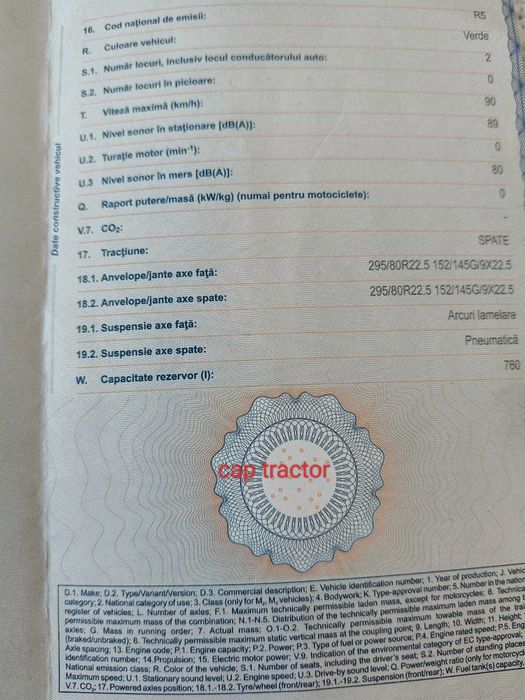 16. Cod național de emisii: R5
R. Culoare vehicul: Verde
S.1. Număr locuri, inclusiv locul conducătorului auto: 2
S.2. Număr locuri în picioare: 0
T. Viteză maximă (km/h): 90
U.1. Nivel sonor în staționare [dB(A)]: 89
U.2. Turație motor (min⁻¹): 0
U.3 Nivel sonor în mers [dB(A)]: 80
Q. Raport putere/masă (kW/kg) (numai pentru motociclete): 0
V.7. CO₂: -
17. Tracțiune: SPATE
18.1. Anvelope/jante axe față: 295/80R22.5 152/145G/9X22.5
18.2. Anvelope/jante axe spate: 295/80R22.5 152/145G/9X22.5
19.1. Suspensie axe față: Arcuri lamelare
19.2. Suspensie axe spate: Pneumatică
W. Capacitate rezervor (l): 760
Date constructive vehicul
cap tractor
D.1. Make; D.2. Type/Variant/Version; D.3. Commercial description; E. Vehicle identification number; 1. Year of production; J. Vehic
category; 2. National category of use; 3. Class (only for M₂, M₃ vehicles); 4. Bodywork; K. Type-approval number; 5. Number in the nation
register of vehicles; L. Number of axles; F.1. Maximum technically permissible laden mass, except for motorcycles; 6. Technica
permissible maximum mass of the combination; N.1-N.5. Distribution of the technically permissible maximum laden mass among t
axles; G. Mass in running order; 7. Actual mass; O.1-O.2. Technically permissible maximum towable mass of the tra
(braked/unbraked); 8. Technically permissible maximum static vertical mass at the coupling point; 9. Length; 10. Width; 11. Height;
Axle spacing; 13. Engine code; P.1. Engine capacity; P.2. Power; P.3. Type of fuel or power source; P.4. Engine rated speed; P.5. Engi
identification number; 14. Propulsion; 15. Electric motor power; V.9. Indication of the environmental category of EC type-approval;
National emission class; R. Color of the vehicle; S.1. Number of seats, including the driver's seat; S.2. Number of standing places
Maximum speed; U.1. Stationary sound level; U.2. Engine speed; U.3. Drive-by sound level; Q. Power/weight ratio (only for motorcyc
V.7. CO₂; 17. Powered axles position; 18.1.-18.2. Tyre/wheel (front/rear); 19.1.-19.2. Suspension (front/rear); W. Fuel tank(s) capacity.